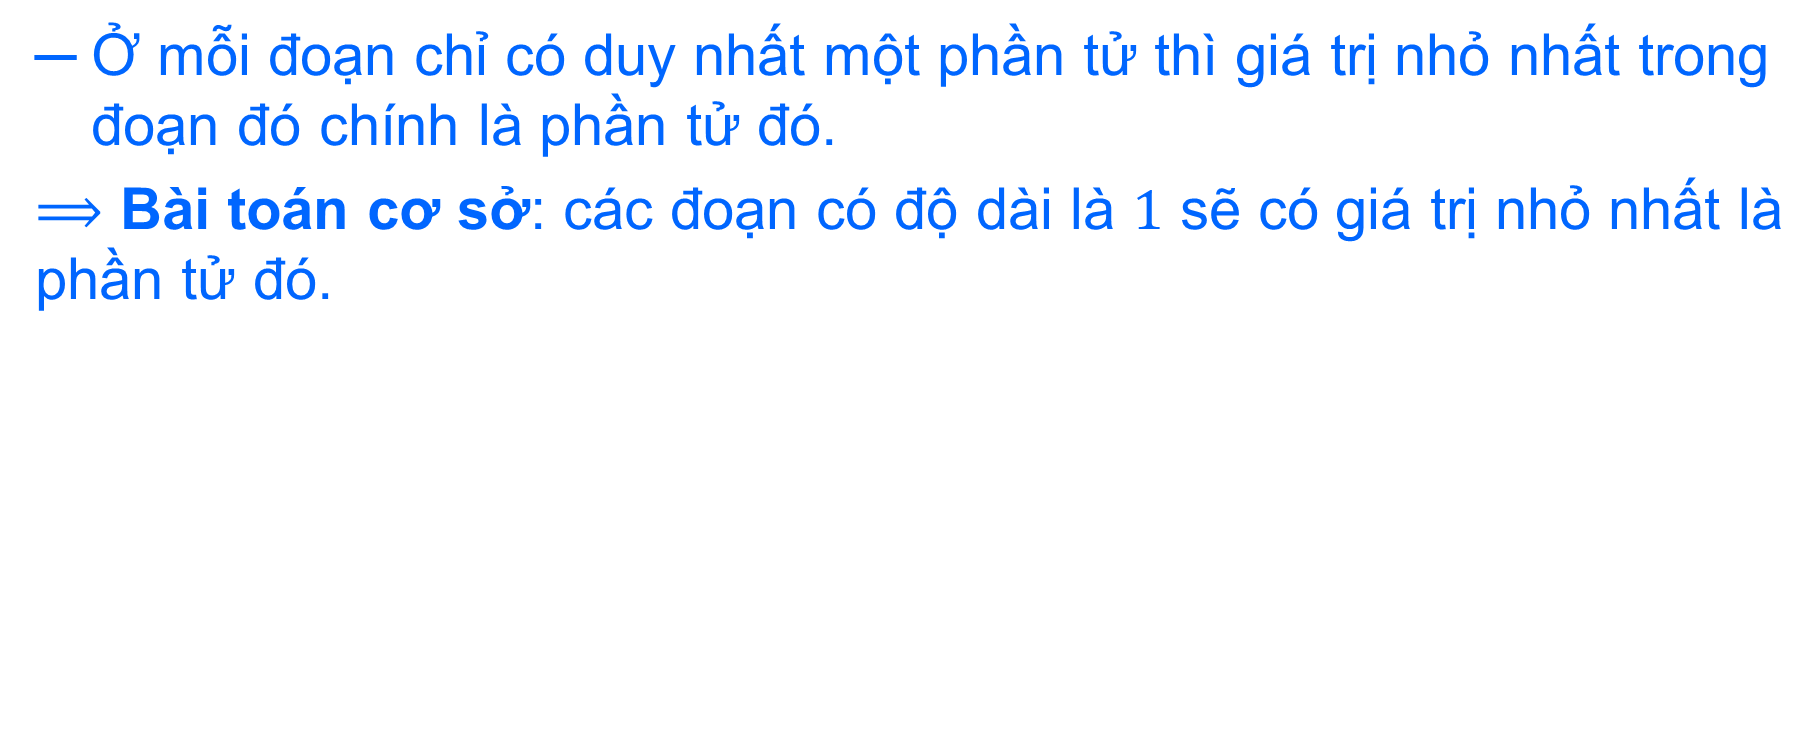 – Ở mỗi đoạn chỉ có duy nhất một phần tử thì giá trị nhỏ nhất trong
đoạn đó chính là phần tử đó.
⟹ Bài toán cơ sở: các đoạn có độ dài là 1 sẽ có giá trị nhỏ nhất là
phần tử đó.